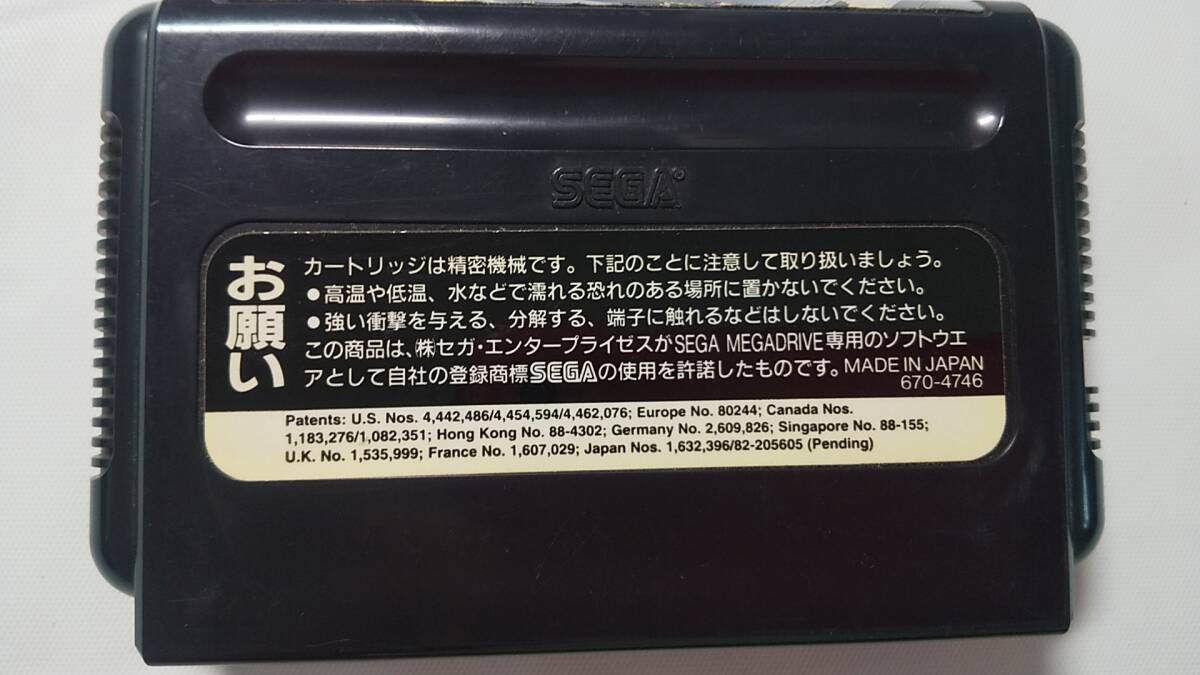 SEGA®
お願い
カートリッジは精密機械です。下記のことに注意して取り扱いましょう。
●高温や低温、水などで濡れる恐れのある場所に置かないでください。
●強い衝撃を与える、分解する、端子に触れるなどはしないでください。
この商品は、㈱セガ・エンタープライゼスがSEGA MEGADRIVE専用のソフトウエ
アとして自社の登録商標SEGAの使用を許諾したものです。MADE IN JAPAN
670-4746
Patents: U.S. Nos. 4,442,486/4,454,594/4,462,076; Europe No. 80244; Canada Nos.
1,183,276/1,082,351; Hong Kong No. 88-4302; Germany No. 2,609,826; Singapore No. 88-155;
U.K. No. 1,535,999; France No. 1,607,029; Japan Nos. 1,632,396/82-205605 (Pending)